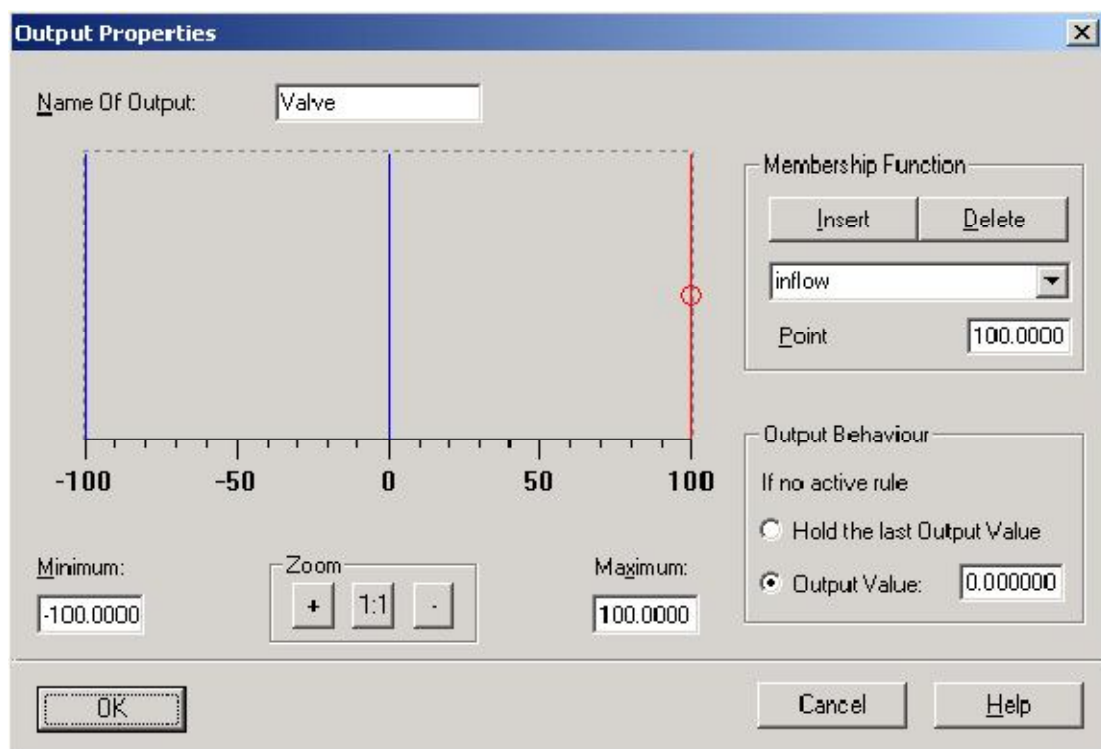 Output Properties
Name Of Output: Valve
Membership Function
Insert Delete
inflow
Point 100.0000
-100 -50 0 50 100
Output Behaviour
If no active rule
Hold the last Output Value
Output Value: 0.000000
Minimum: Zoom Maximum:
-100.0000 + 1:1 - 100.0000
OK Cancel Help